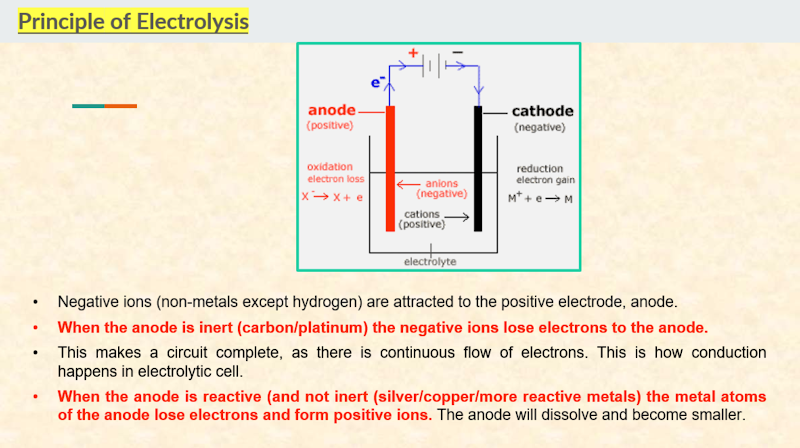 Principle of Electrolysis
+ −
e-
anode
(positive)
cathode
(negative)
oxidation
electron loss
X- → X + e
reduction
electron gain
M+ + e → M
anions
(negative)
cations
(positive)
electrolyte
• Negative ions (non-metals except hydrogen) are attracted to the positive electrode, anode.
• When the anode is inert (carbon/platinum) the negative ions lose electrons to the anode.
• This makes a circuit complete, as there is continuous flow of electrons. This is how conduction
happens in electrolytic cell.
• When the anode is reactive (and not inert (silver/copper/more reactive metals) the metal atoms
of the anode lose electrons and form positive ions. The anode will dissolve and become smaller.